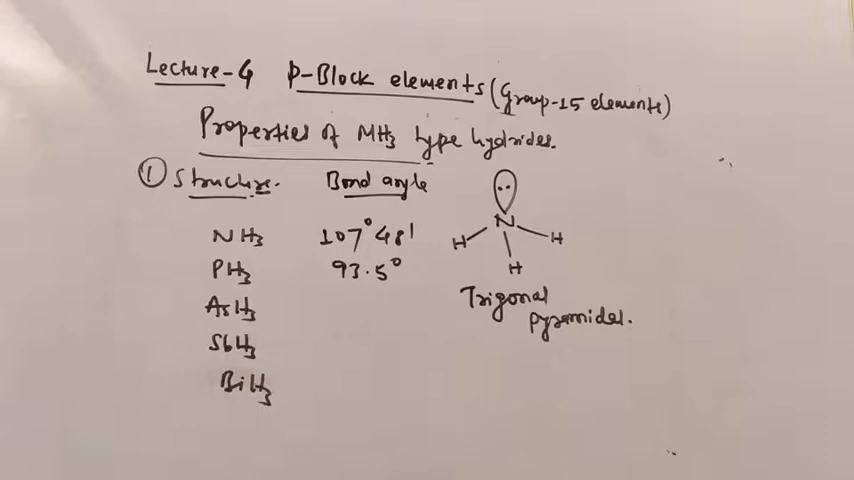 Lecture-4 p-Block elements (Group-15 elements)
Properties of MH3 type hydrides.
① Structure. Bond angle
NH3 107°48'
PH3 93.5°
AsH3
SbH3
BiH3
:
N
H H
H
Trigonal
pyramidal.